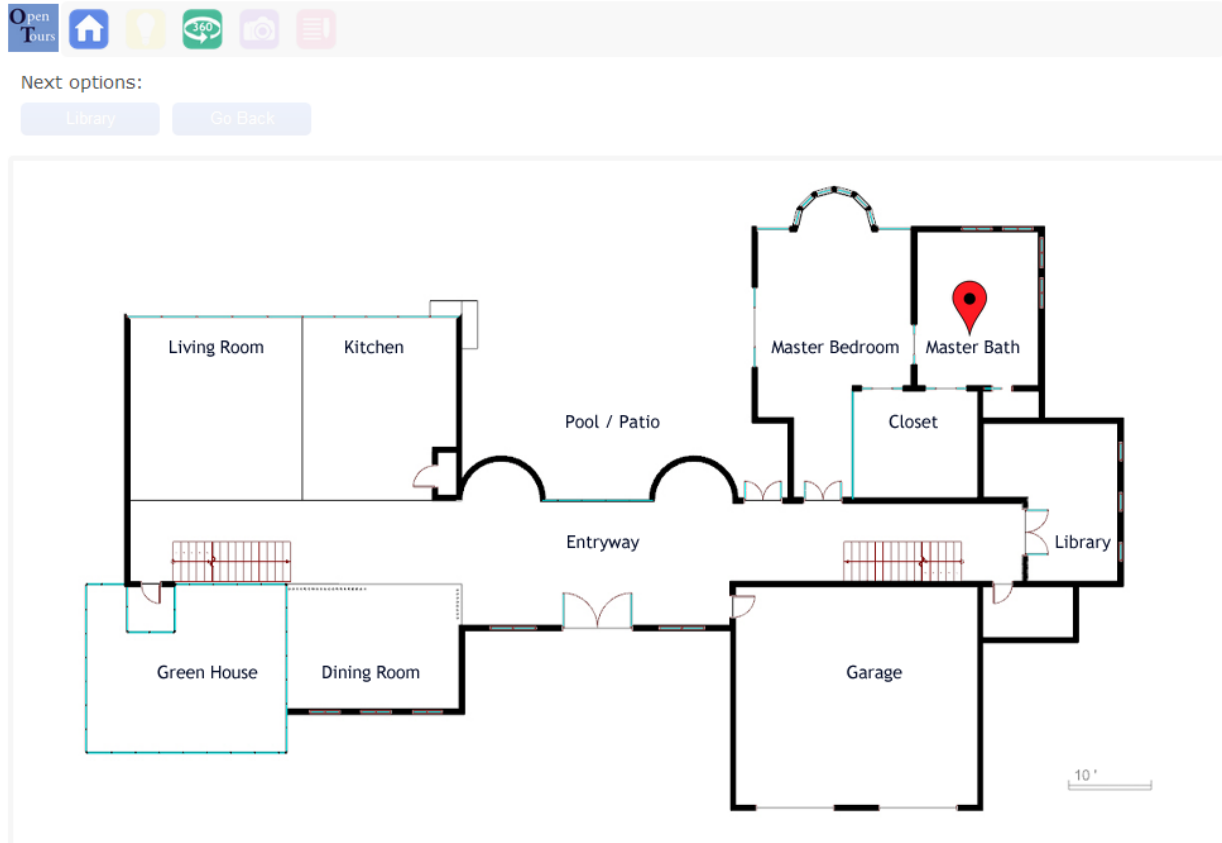 Open
Tours
360
Next options:
Library
Go Back
Living Room
Kitchen
Master Bedroom
Master Bath
Pool / Patio
Closet
Entryway
Library
Green House
Dining Room
Garage
10 '